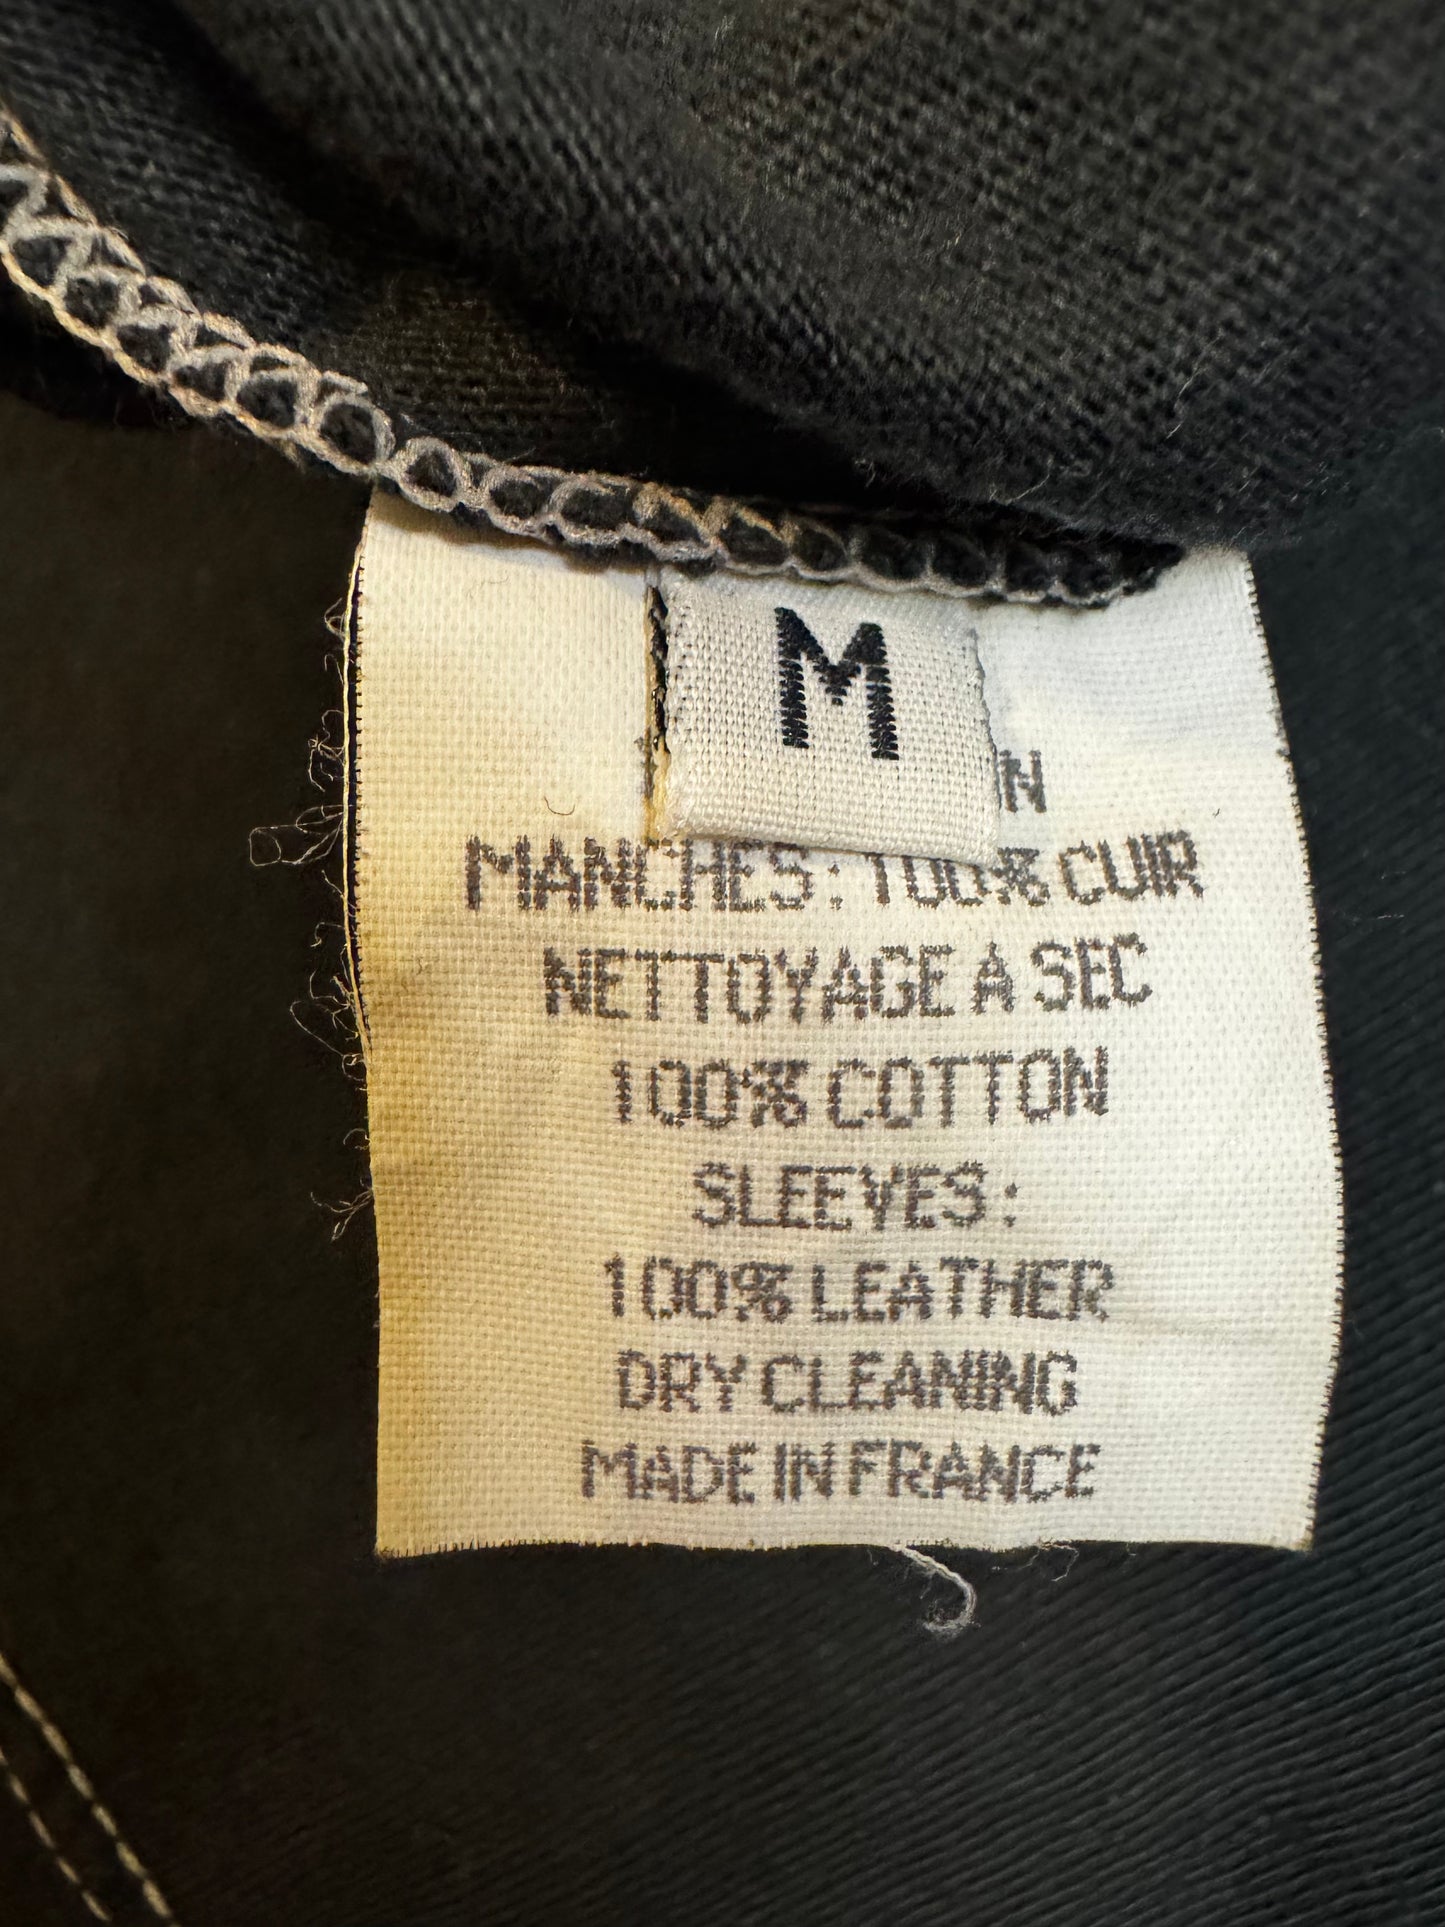 M
MANCHES: 100% CUIR
NETTOYAGE A SEC
100% COTTON
SLEEVES:
100% LEATHER
DRY CLEANING
MADE IN FRANCE